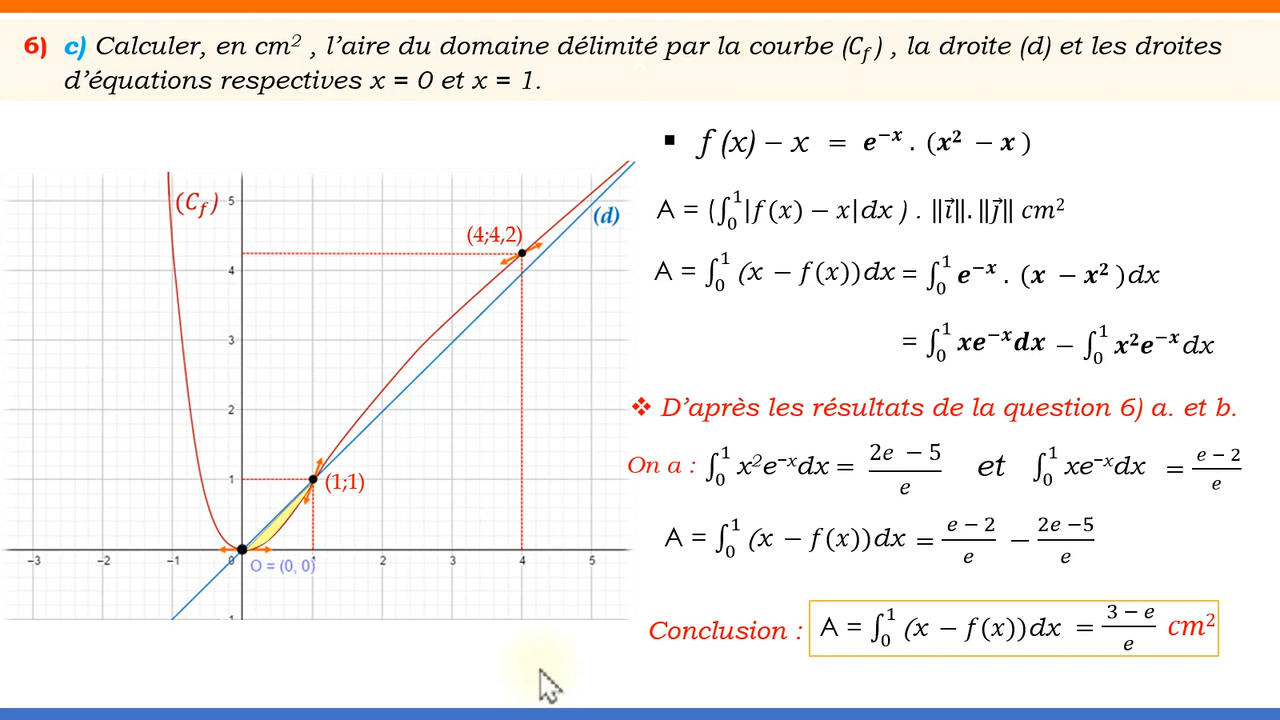 6) c) Calculer, en cm² , l’aire du domaine délimité par la courbe (C_f) , la droite (d) et les droites
d’équations respectives x = 0 et x = 1.
▪ f (x) − x = e⁻ˣ . (x² − x )
A = (∫₀¹|f(x) − x|dx ) . ||i⃗||. ||j⃗|| cm²
A = ∫₀¹ (x − f(x))dx = ∫₀¹ e⁻ˣ . (x − x² )dx
= ∫₀¹ xe⁻ˣdx − ∫₀¹ x²e⁻ˣdx
❖ D’après les résultats de la question 6) a. et b.
On a : ∫₀¹ x²e⁻ˣdx = (2e − 5)/e et ∫₀¹ xe⁻ˣdx = (e − 2)/e
A = ∫₀¹ (x − f(x))dx = (e − 2)/e − (2e −5)/e
Conclusion : A = ∫₀¹ (x − f(x))dx = (3 − e)/e cm²
(C_f) 5
(d)
(4;4,2)
4
3
2
1 (1;1)
-3 -2 -1 0 1 2 3 4 5
O = (0, 0)
-1